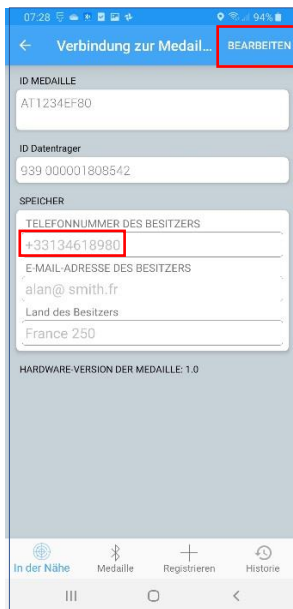 07:28
94%
Verbindung zur Medail... BEARBEITEN
ID MEDAILLE
AT1234EF80
ID Datentrager
939 000001808542
SPEICHER
TELEFONNUMMER DES BESITZERS
+33134618980
E-MAIL-ADRESSE DES BESITZERS
alan@ smith.fr
Land des Besitzers
France 250
HARDWARE-VERSION DER MEDAILLE: 1.0
In der Nähe Medaille Registrieren Historie